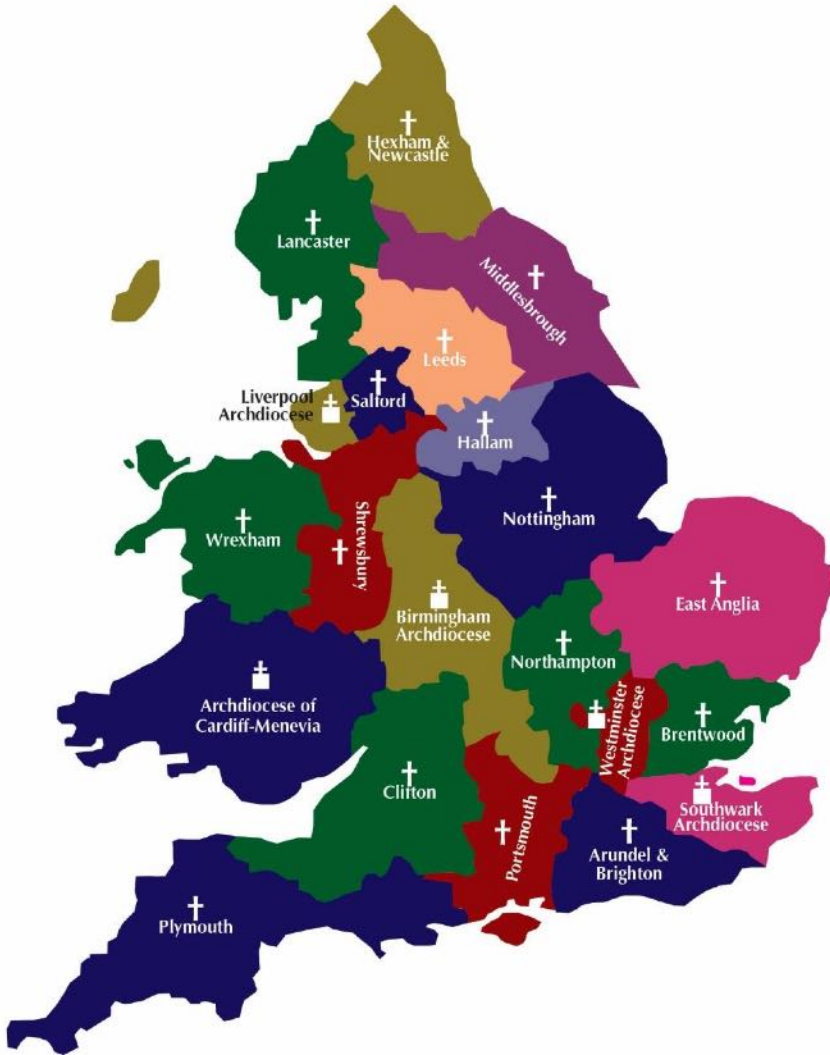 Hexham &
Newcastle
Lancaster
Middlesbrough
Leeds
Liverpool
Archdiocese
Salford
Hallam
Shrewsbury
Nottingham
Wrexham
East Anglia
Birmingham
Archdiocese
Northampton
Archdiocese of
Cardiff-Menevia
Westminster
Archdiocese
Brentwood
Clifton
Portsmouth
Southwark
Archdiocese
Arundel &
Brighton
Plymouth